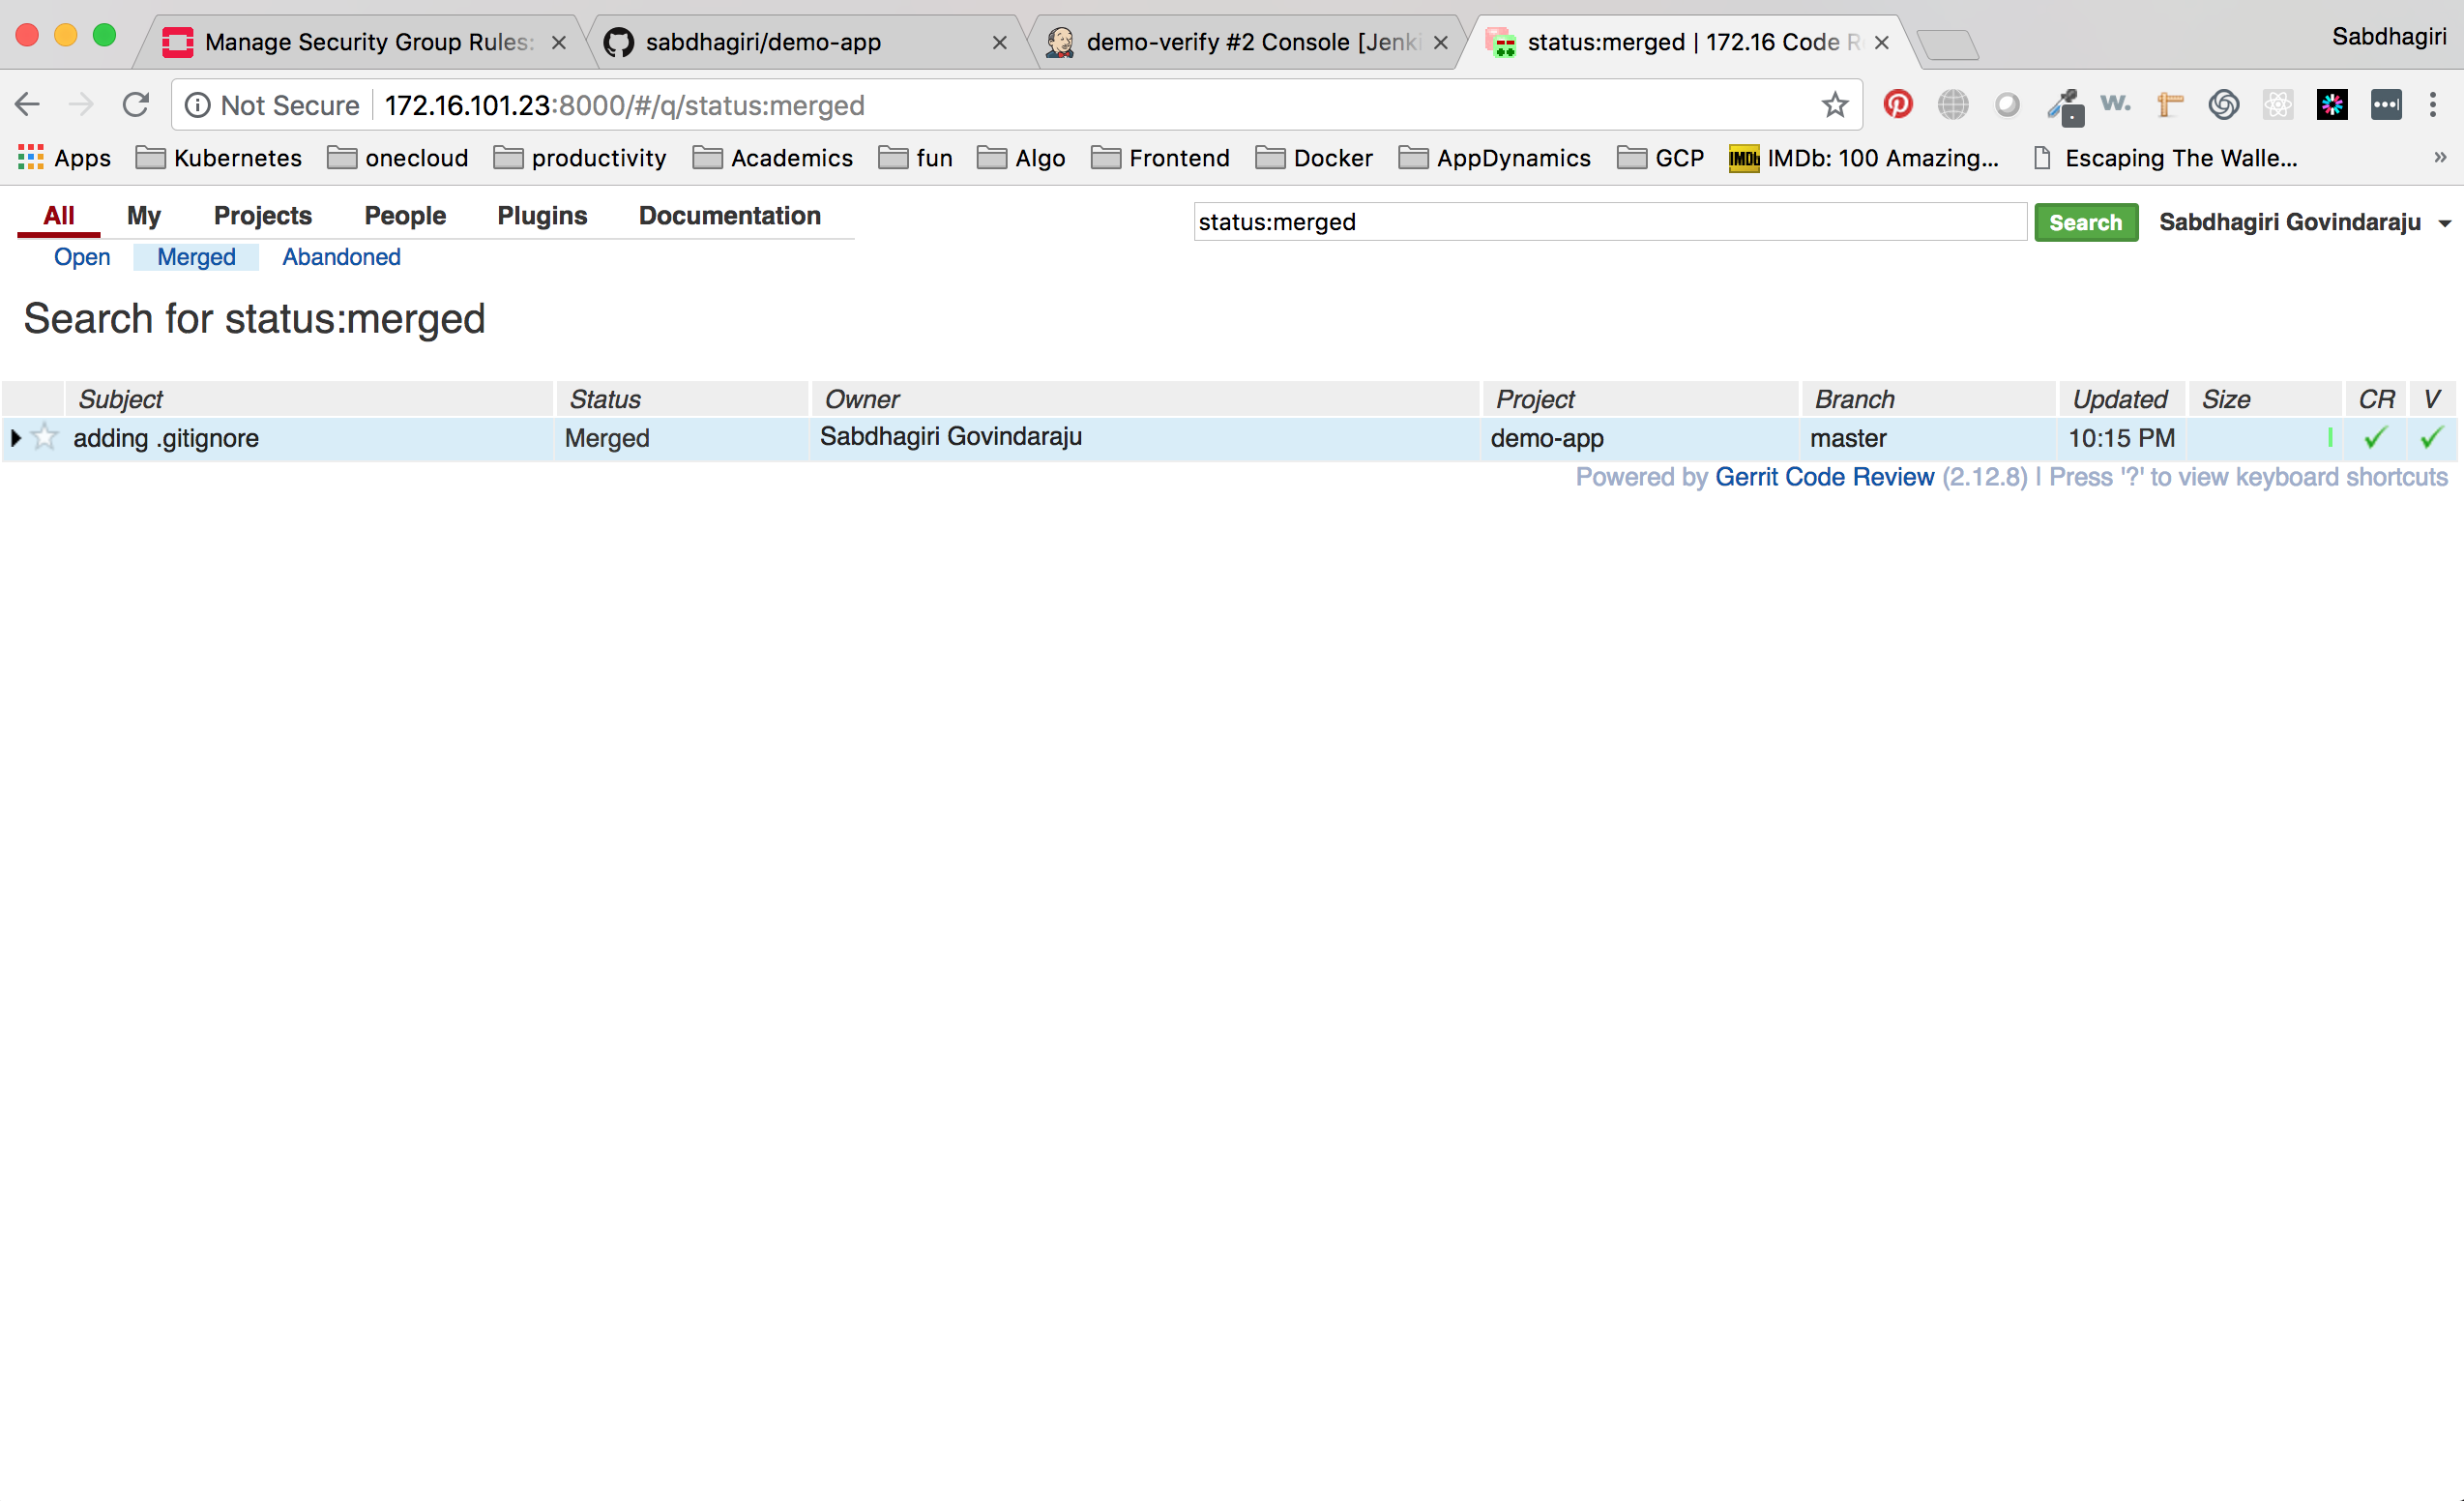 Manage Security Group Rules:
sabdhagiri/demo-app
demo-verify #2 Console [Jenki
status:merged | 172.16 Code R
Sabdhagiri
Not Secure
172.16.101.23:8000/#/q/status:merged
w.
Apps
Kubernetes
onecloud
productivity
Academics
fun
Algo
Frontend
Docker
AppDynamics
GCP
IMDb
IMDb: 100 Amazing...
Escaping The Walle...
»
All My Projects People Plugins Documentation
status:merged
Search
Sabdhagiri Govindaraju
Open Merged Abandoned
Search for status:merged
Subject Status Owner Project Branch Updated Size CR V
adding .gitignore Merged Sabdhagiri Govindaraju demo-app master 10:15 PM
Powered by Gerrit Code Review (2.12.8) | Press '?' to view keyboard shortcuts